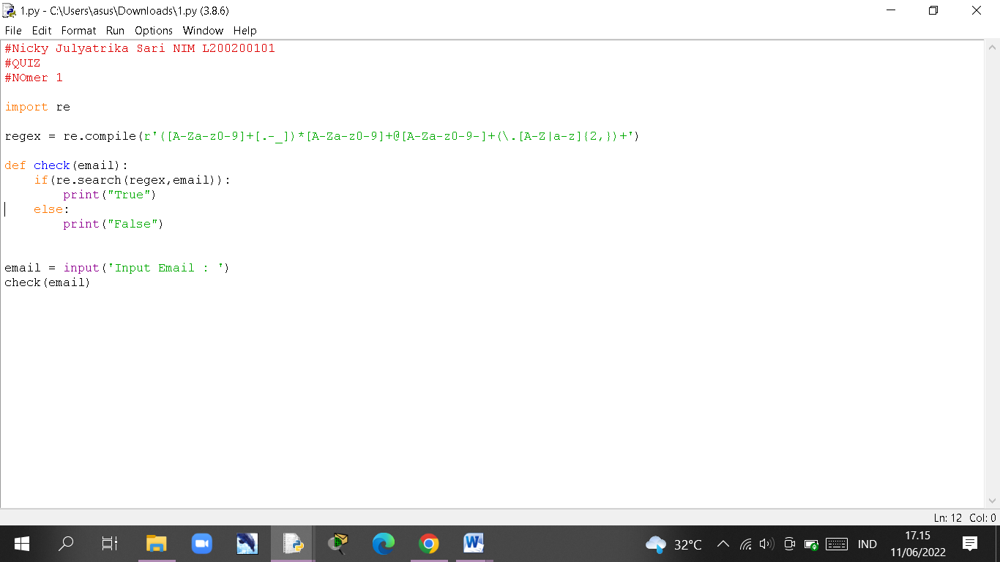 1.py - C:\Users\asus\Downloads\1.py (3.8.6)
File Edit Format Run Options Window Help
#Nicky Julyatrika Sari NIM L200200101
#QUIZ
#NOmer 1
import re
regex = re.compile(r'([A-Za-z0-9]+[.-_])*[A-Za-z0-9]+@[A-Za-z0-9-]+(\.[A-Z|a-z]{2,})+')
def check(email):
    if(re.search(regex,email)):
        print("True")
    else:
        print("False")
email = input('Input Email : ')
check(email)
Ln: 12 Col: 0
32°C
IND
17.15
11/06/2022